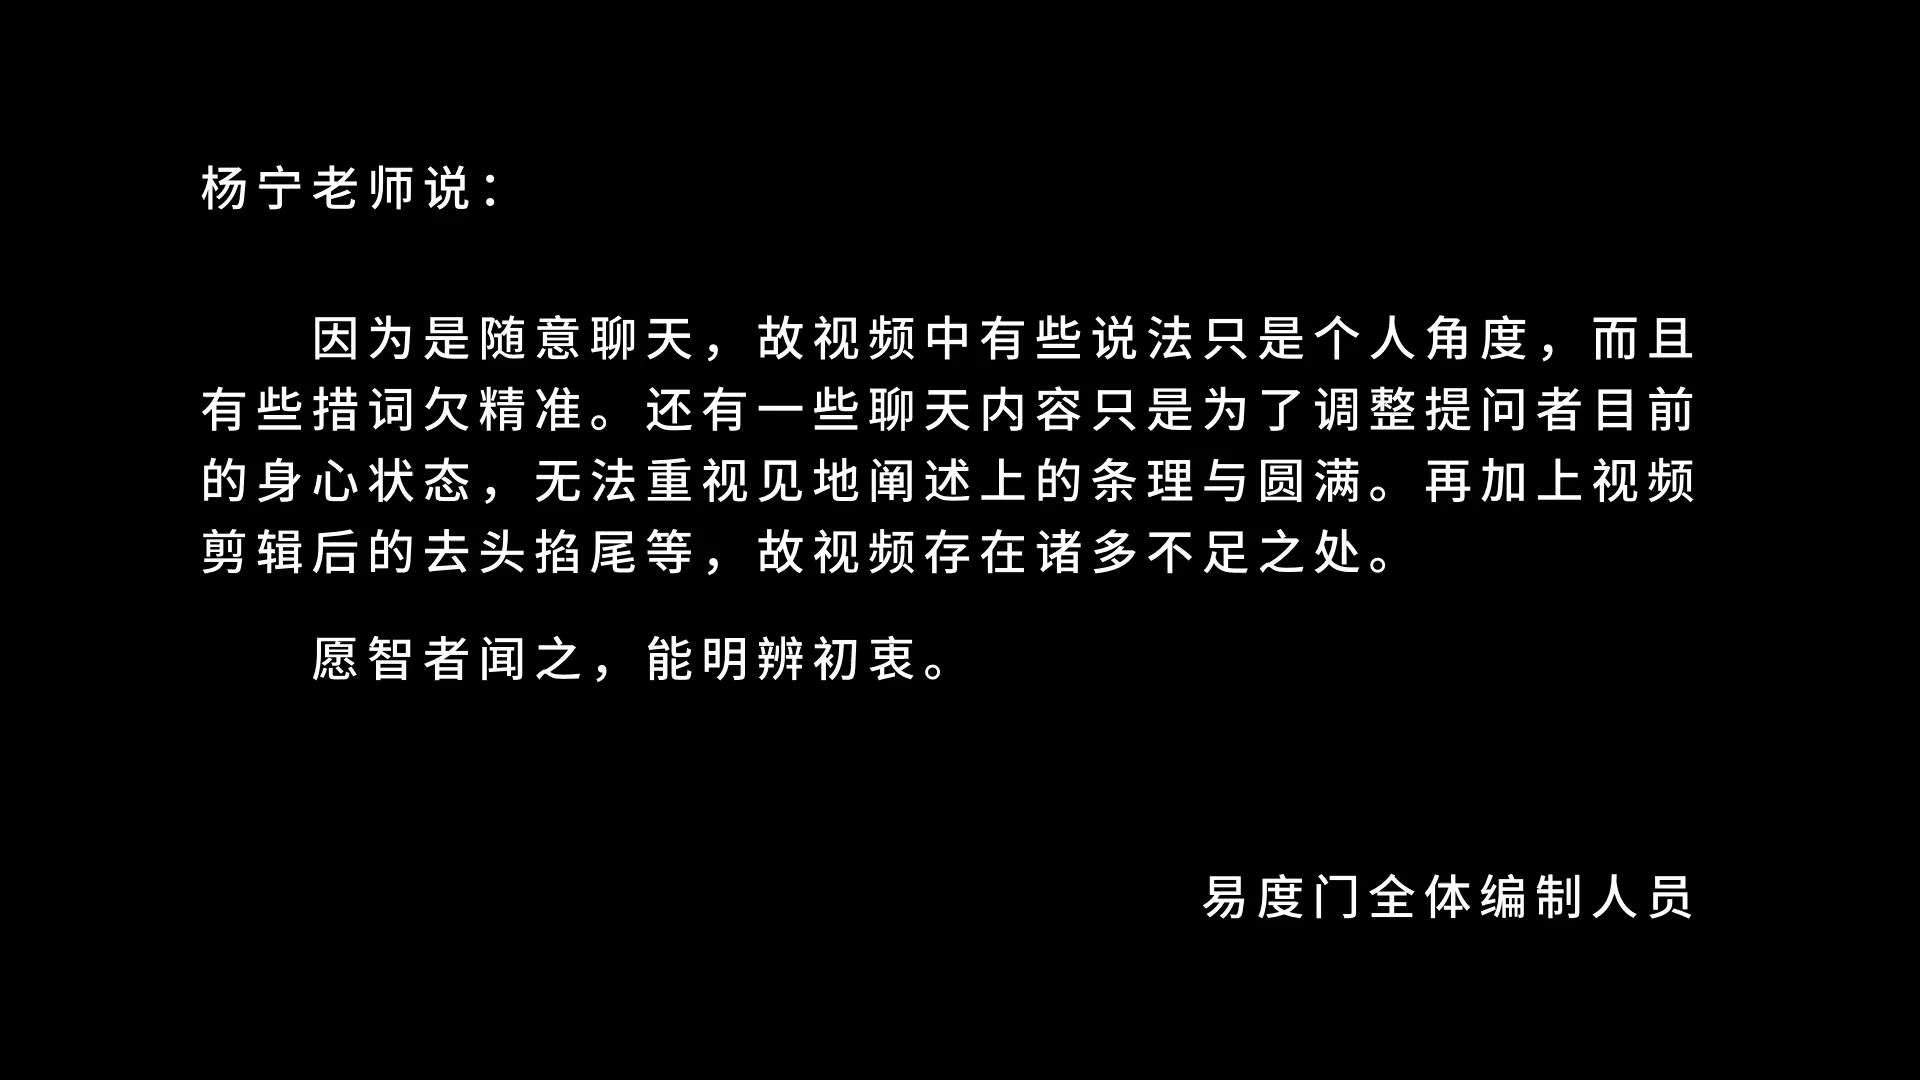 杨宁老师说：
因为是随意聊天，故视频中有些说法只是个人角度，而且
有些措词欠精准。还有一些聊天内容只是为了调整提问者目前
的身心状态，无法重视见地阐述上的条理与圆满。再加上视频
剪辑后的去头掐尾等，故视频存在诸多不足之处。
愿智者闻之，能明辨初衷。
易度门全体编制人员